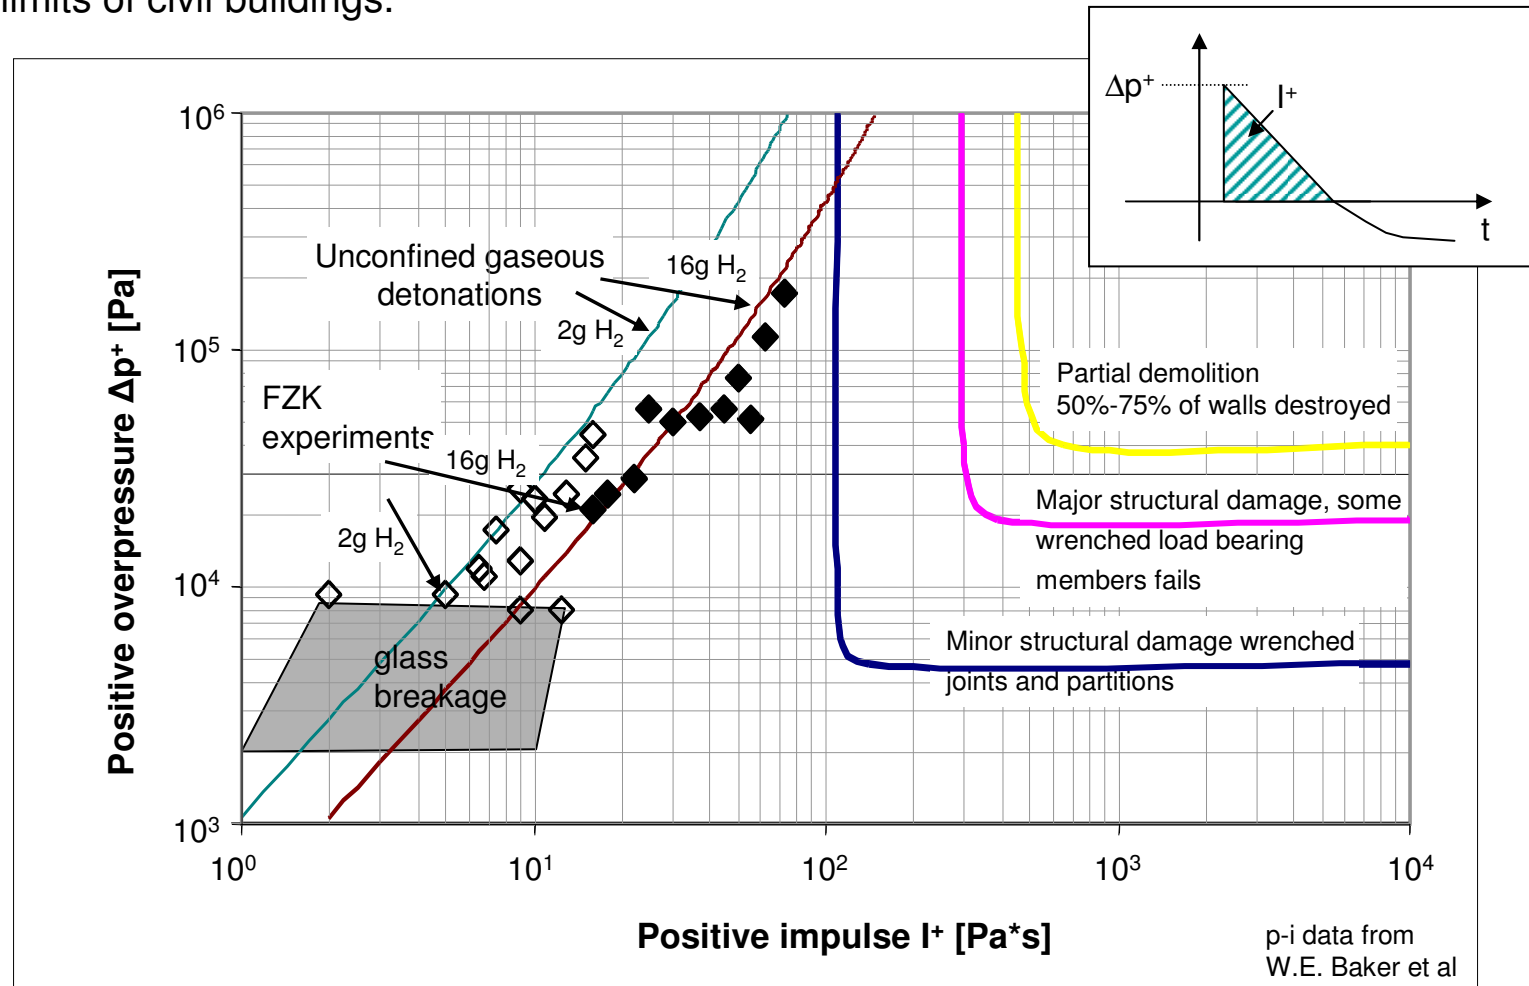 limits of civil buildings.
Δp⁺
I⁺
t
10⁶
10⁵
10⁴
10³
Positive overpressure Δp⁺ [Pa]
Unconfined gaseous
detonations
16g H₂
2g H₂
FZK
experiments
16g H₂
2g H₂
glass
breakage
Partial demolition
50%-75% of walls destroyed
Major structural damage, some
wrenched load bearing
members fails
Minor structural damage wrenched
joints and partitions
10⁰
10¹
10²
10³
10⁴
Positive impulse I⁺ [Pa*s]
p-i data from
W.E. Baker et al